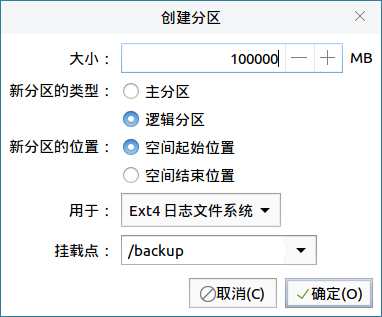 创建分区
大小： 100000 MB
新分区的类型： 主分区
逻辑分区
新分区的位置： 空间起始位置
空间结束位置
用于： Ext4 日志文件系统
挂载点： /backup
取消(C) 确定(O)